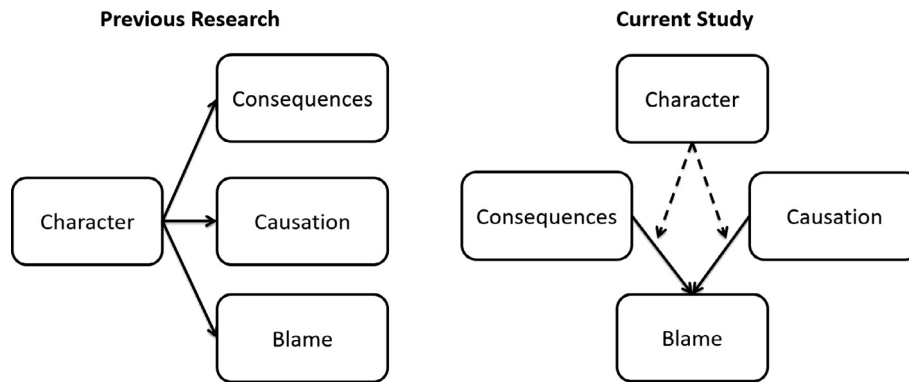 Previous Research
Consequences
Character
Causation
Blame
Current Study
Character
Consequences
Causation
Blame